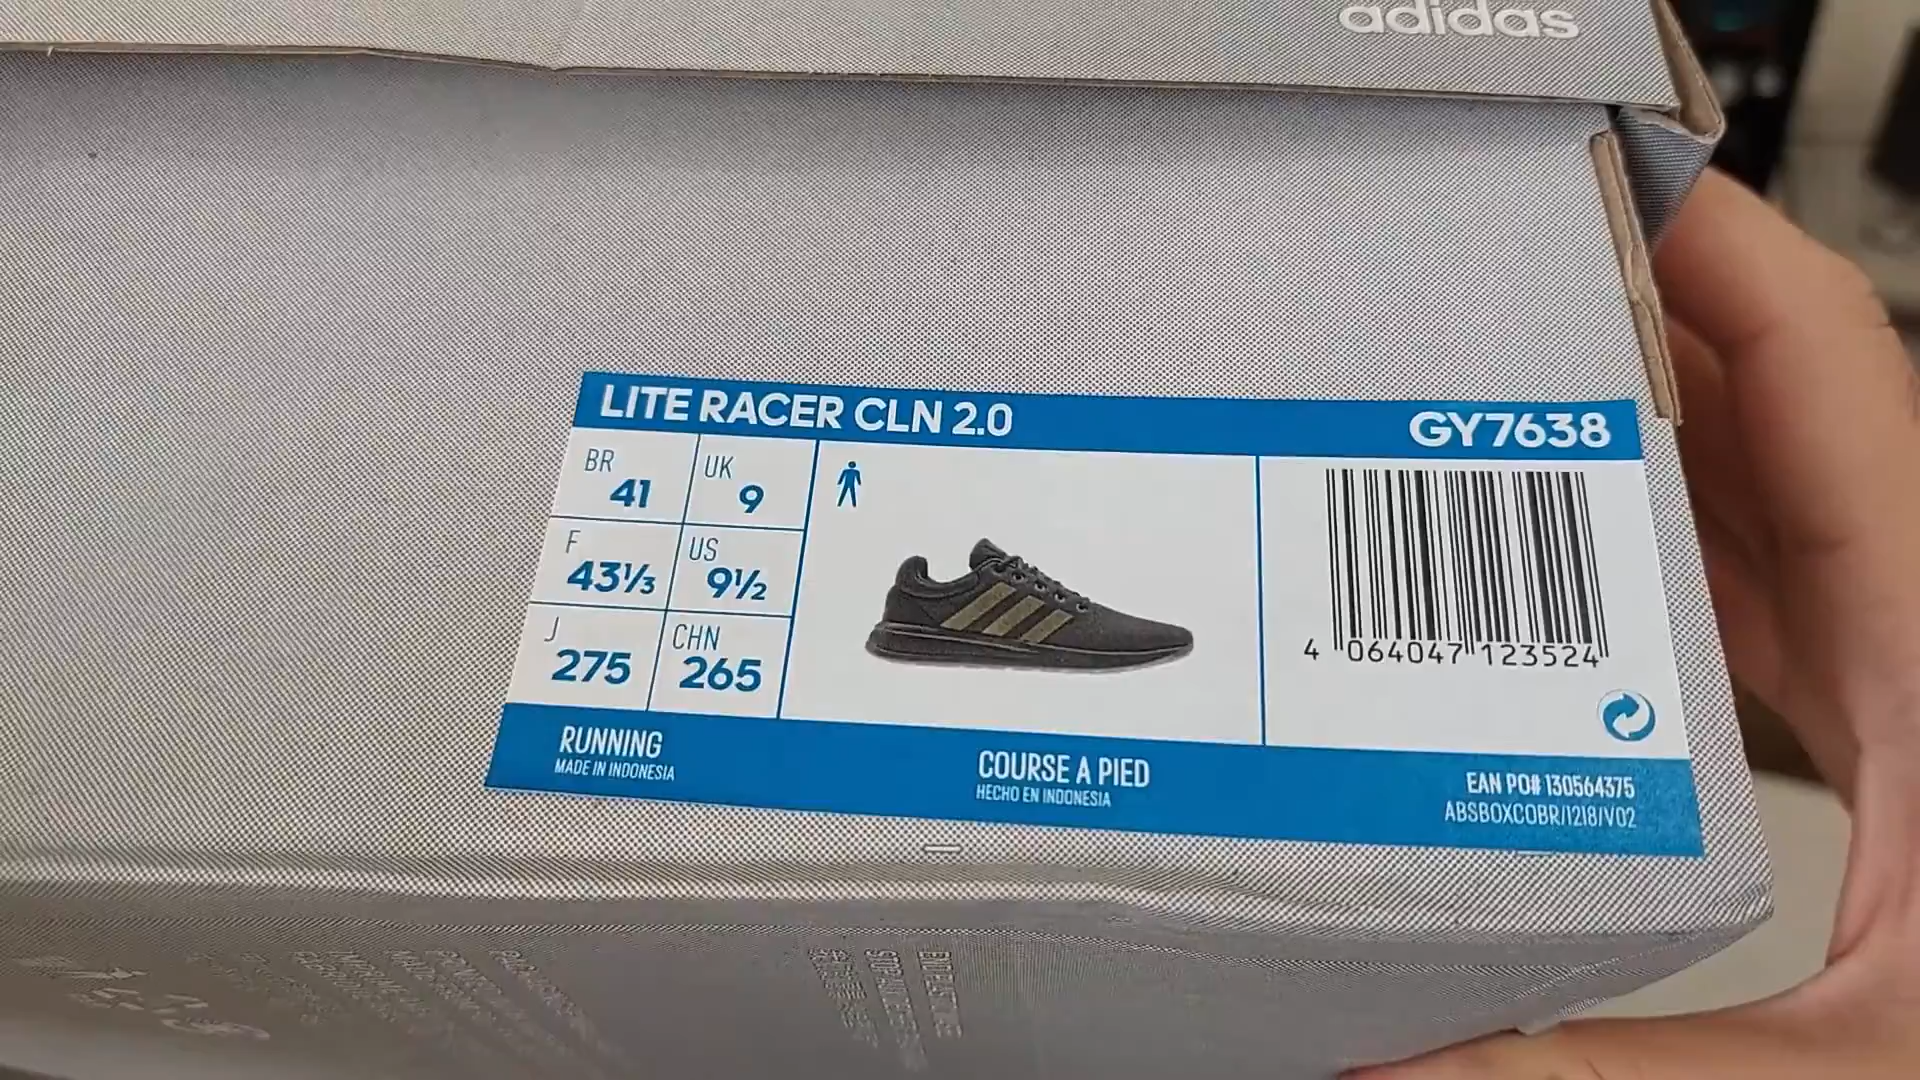 adidas
LITE RACER CLN 2.0
GY7638
BR
41
UK
9
F
43⅓
US
9½
J
275
CHN
265
4 064047 123524
RUNNING
MADE IN INDONESIA
COURSE A PIED
HECHO EN INDONESIA
EAN PO# 130564375
ABSBOXCOBR/1218/V02